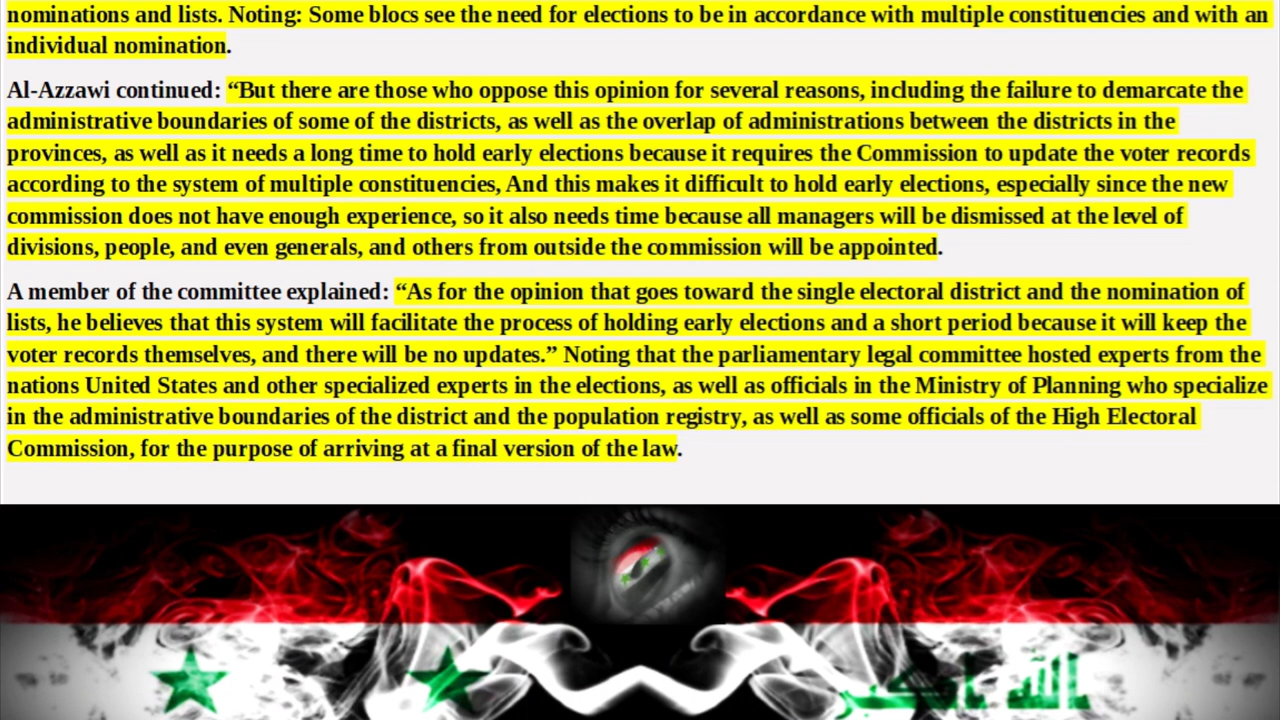 nominations and lists. Noting: Some blocs see the need for elections to be in accordance with multiple constituencies and with an
individual nomination.
Al-Azzawi continued: “But there are those who oppose this opinion for several reasons, including the failure to demarcate the
administrative boundaries of some of the districts, as well as the overlap of administrations between the districts in the
provinces, as well as it needs a long time to hold early elections because it requires the Commission to update the voter records
according to the system of multiple constituencies, And this makes it difficult to hold early elections, especially since the new
commission does not have enough experience, so it also needs time because all managers will be dismissed at the level of
divisions, people, and even generals, and others from outside the commission will be appointed.
A member of the committee explained: “As for the opinion that goes toward the single electoral district and the nomination of
lists, he believes that this system will facilitate the process of holding early elections and a short period because it will keep the
voter records themselves, and there will be no updates.” Noting that the parliamentary legal committee hosted experts from the
nations United States and other specialized experts in the elections, as well as officials in the Ministry of Planning who specialize
in the administrative boundaries of the district and the population registry, as well as some officials of the High Electoral
Commission, for the purpose of arriving at a final version of the law.
الله اكبر